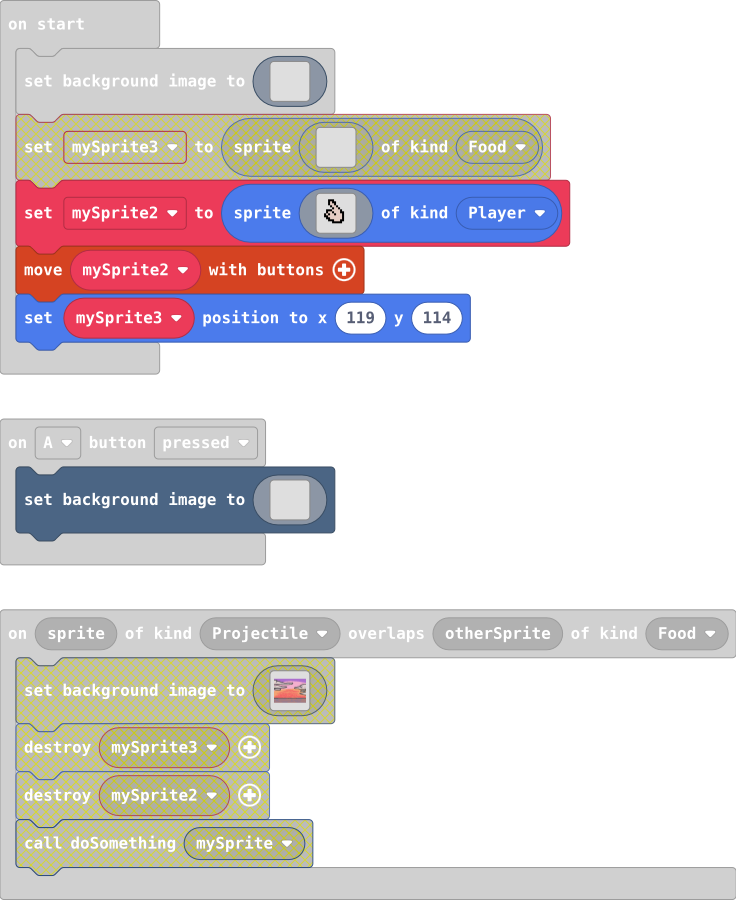 on start
set background image to
set mySprite3 to sprite of kind Food
set mySprite2 to sprite of kind Player
move mySprite2 with buttons
set mySprite3 position to x 119 y 114
on A button pressed
set background image to
on sprite of kind Projectile overlaps otherSprite of kind Food
set background image to
destroy mySprite3
destroy mySprite2
call doSomething mySprite